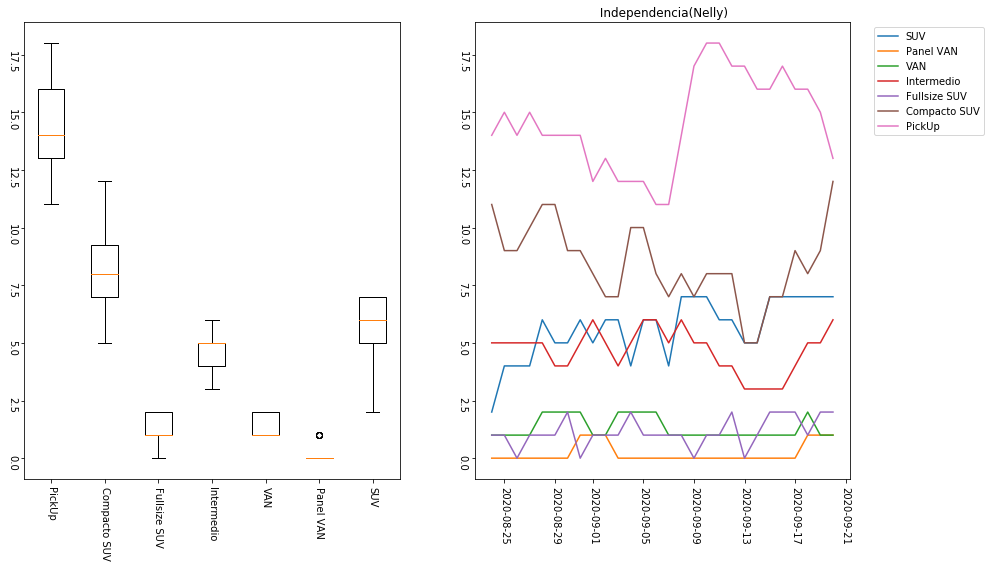 17.5
15.0
12.5
10.0
7.5
5.0
2.5
0.0
PickUp
Compacto SUV
Fullsize SUV
Intermedio
VAN
Panel VAN
SUV
Independencia(Nelly)
17.5
15.0
12.5
10.0
7.5
5.0
2.5
0.0
2020-08-25
2020-08-29
2020-09-01
2020-09-05
2020-09-09
2020-09-13
2020-09-17
2020-09-21
SUV
Panel VAN
VAN
Intermedio
Fullsize SUV
Compacto SUV
PickUp